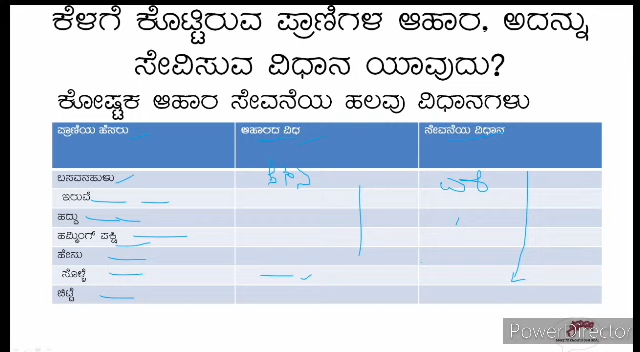 ಕೆಳಗೆ ಕೊಟ್ಟಿರುವ ಪ್ರಾಣಿಗಳ ಆಹಾರ, ಅದನ್ನು
ಸೇವಿಸುವ ವಿಧಾನ ಯಾವುದು?
ಕೋಷ್ಟಕ ಆಹಾರ ಸೇವನೆಯ ಹಲವು ವಿಧಾನಗಳು
ಪ್ರಾಣಿಯ ಹೆಸರು ಆಹಾರದ ವಿಧ ಸೇವನೆಯ ವಿಧಾನ
ಬಸವನಹುಳು
ಇರುವೆ
ಹದ್ದು
ಹಮ್ಮಿಂಗ್ ಪಕ್ಷಿ
ಹೇನು
ಸೊಳ್ಳೆ
ಚಿಟ್ಟೆ
PowerDirector